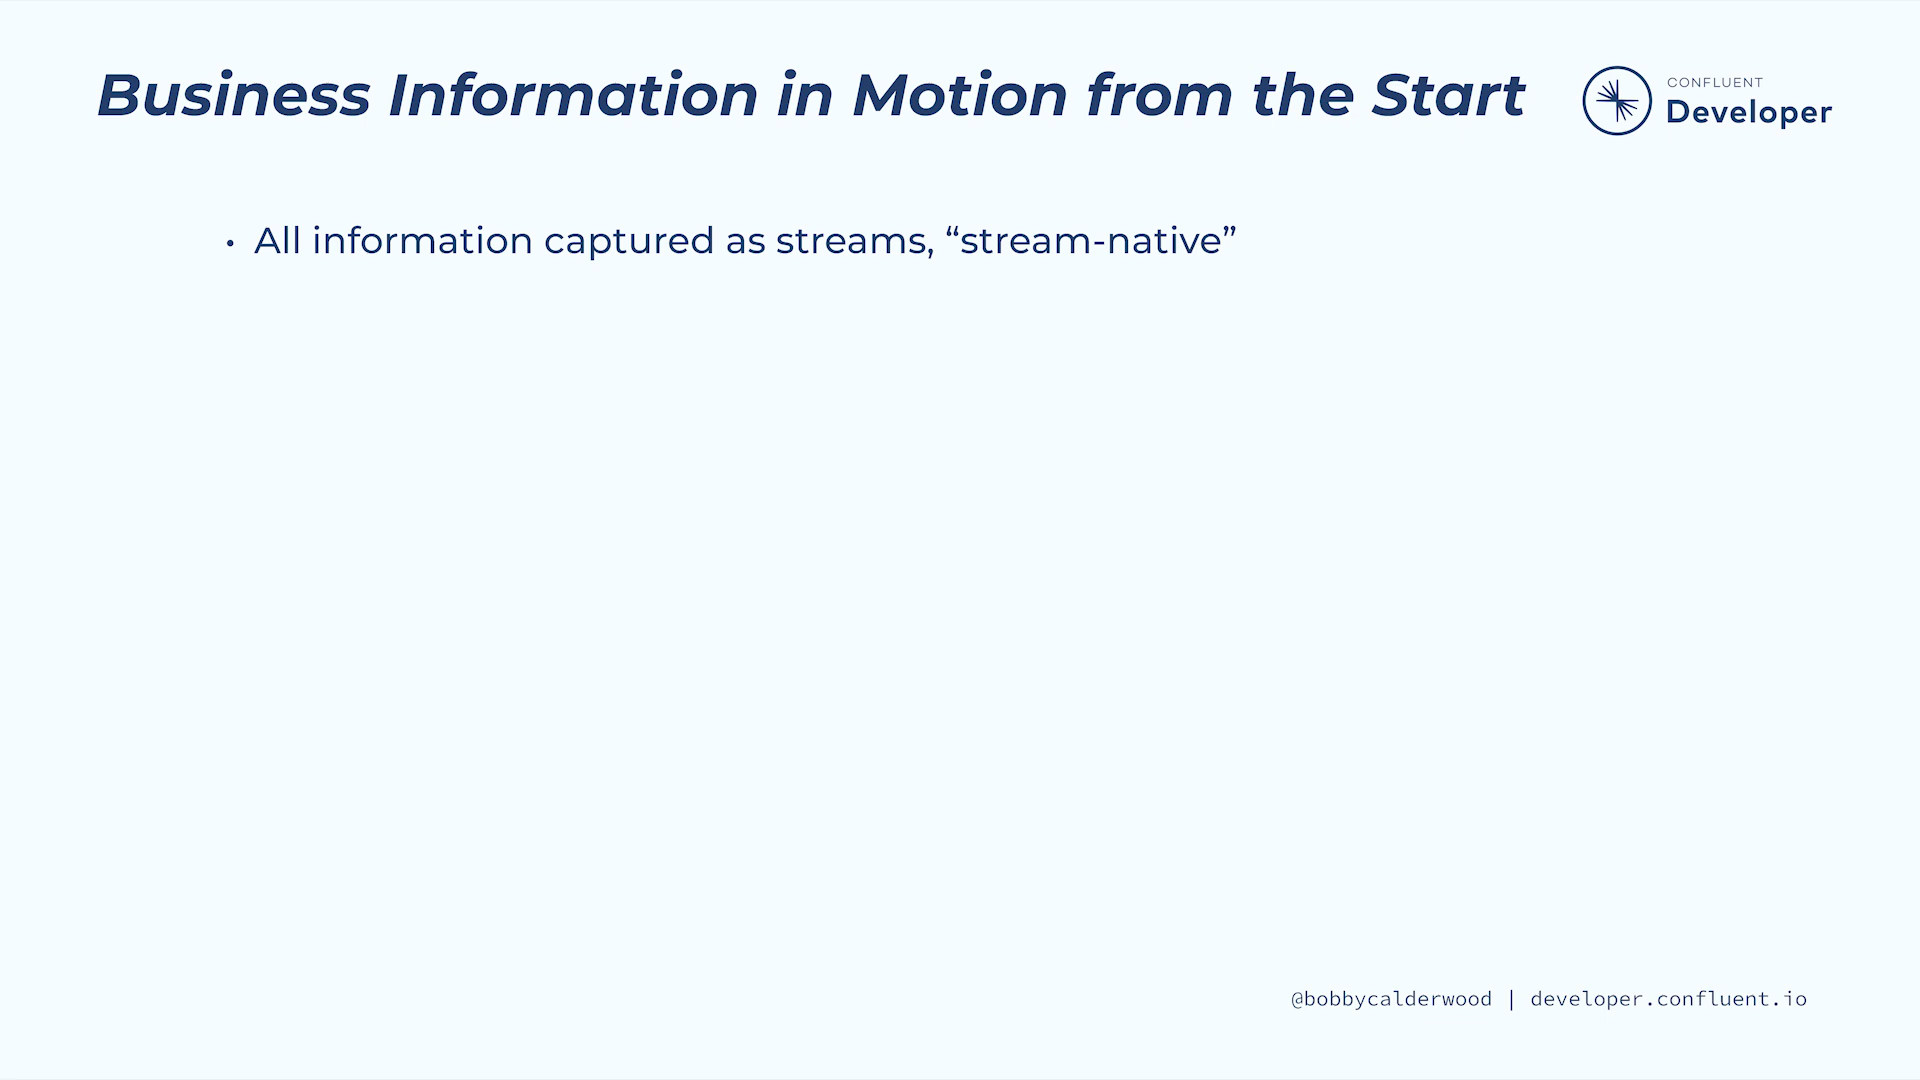 Business Information in Motion from the Start
CONFLUENT
Developer
• All information captured as streams, “stream-native”
@bobbycalderwood | developer.confluent.io